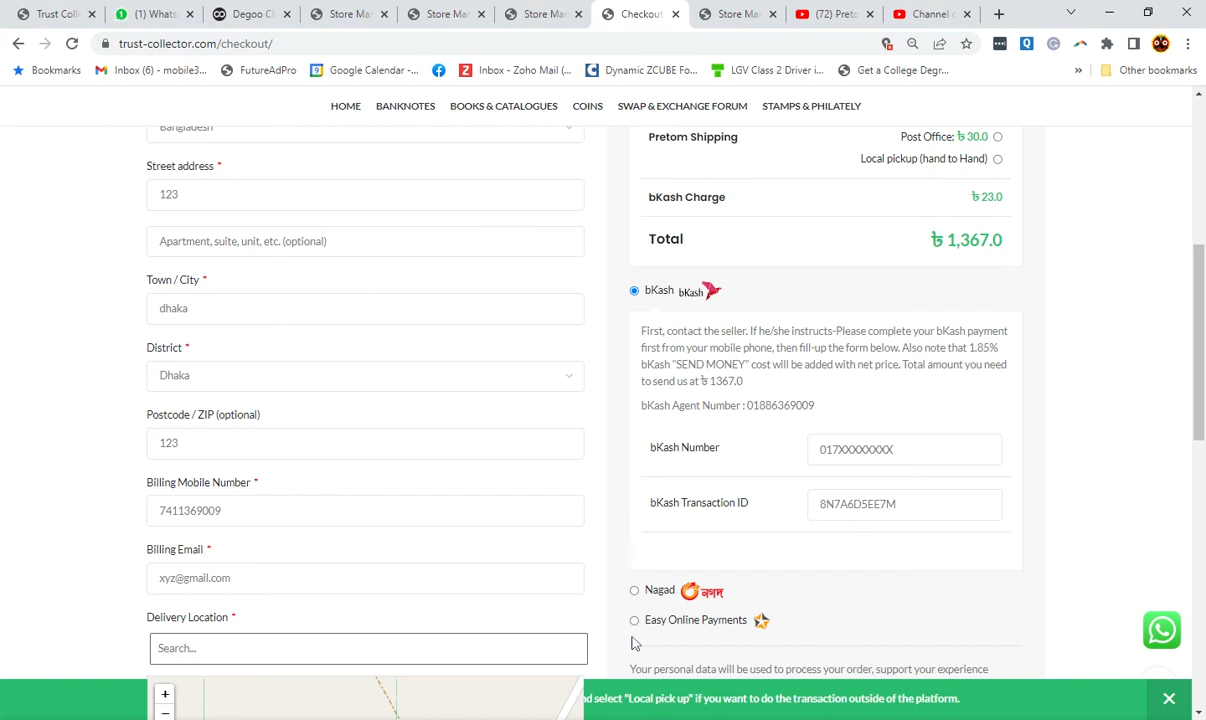 Trust Colle
(1) Whats
Degoo Cl
Store Mar
Store Mar
Store Mar
Checkout
Store Mar
(72) Preto
Channel c
trust-collector.com/checkout/
Bookmarks
Inbox (6) - mobile3...
FutureAdPro
Google Calendar -...
Inbox - Zoho Mail (...
Dynamic ZCUBE Fo...
LGV Class 2 Driver i...
Get a College Degr...
»
Other bookmarks
HOME
BANKNOTES
BOOKS & CATALOGUES
COINS
SWAP & EXCHANGE FORUM
STAMPS & PHILATELY
Bangladesh
Street address *
123
Apartment, suite, unit, etc. (optional)
Town / City *
dhaka
District *
Dhaka
Postcode / ZIP (optional)
123
Billing Mobile Number *
7411369009
Billing Email *
xyz@gmail.com
Delivery Location *
Search...
+
−
Pretom Shipping
Post Office: ৳ 30.0
Local pickup (hand to Hand)
bKash Charge
৳ 23.0
Total
৳ 1,367.0
bKash bKash
First, contact the seller. If he/she instructs-Please complete your bKash payment
first from your mobile phone, then fill-up the form below. Also note that 1.85%
bKash "SEND MONEY" cost will be added with net price. Total amount you need
to send us at ৳ 1367.0
bKash Agent Number : 01886369009
bKash Number
017XXXXXXXX
bKash Transaction ID
8N7A6D5EE7M
Nagad নগদ
Easy Online Payments
Your personal data will be used to process your order, support your experience
d select "Local pick up" if you want to do the transaction outside of the platform.